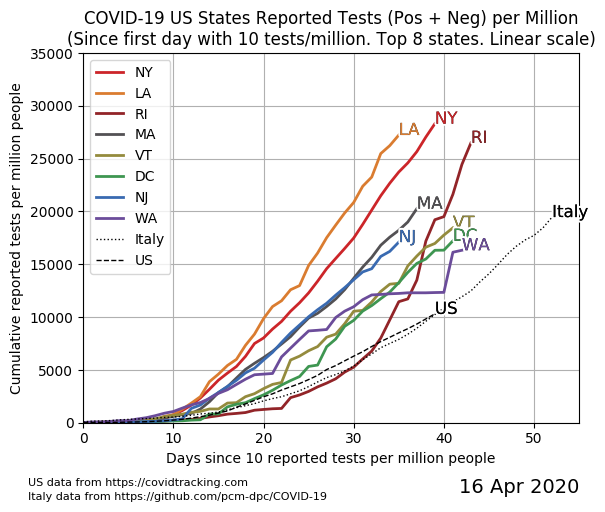 COVID-19 US States Reported Tests (Pos + Neg) per Million
(Since first day with 10 tests/million. Top 8 states. Linear scale)
35000
30000
25000
20000
15000
10000
5000
0
Cumulative reported tests per million people
NY
LA
RI
MA
VT
DC
NJ
WA
Italy
US
LA
NY
RI
MA
Italy
VT
DC
NJ
WA
US
0
10
20
30
40
50
Days since 10 reported tests per million people
US data from https://covidtracking.com
Italy data from https://github.com/pcm-dpc/COVID-19
16 Apr 2020